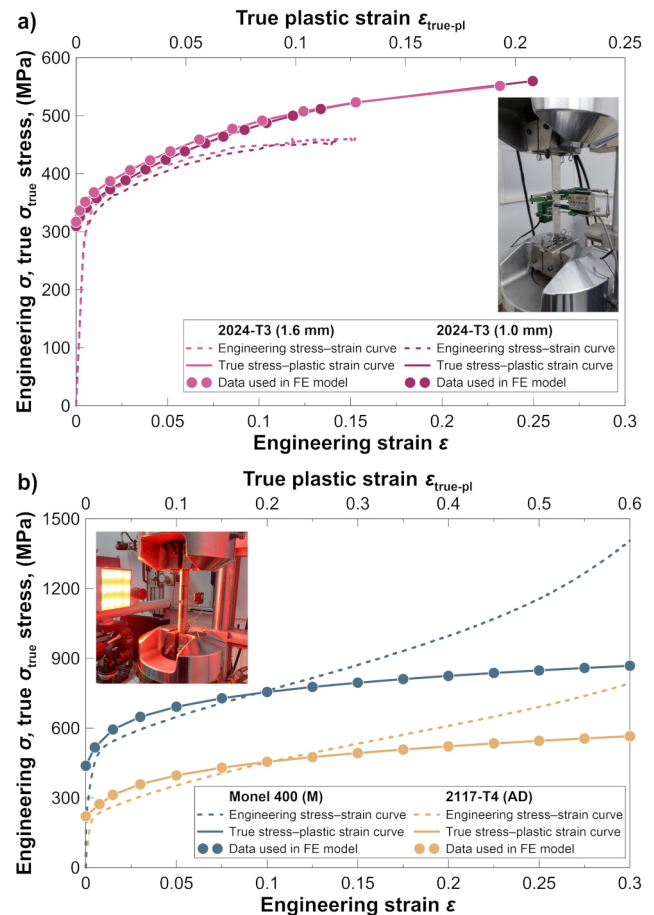 a)
True plastic strain ε true-pl
0 0.05 0.1 0.15 0.2 0.25
Engineering σ, true σ true stress, (MPa)
600
500
400
300
200
100
0
2024-T3 (1.6 mm) 2024-T3 (1.0 mm)
Engineering stress–strain curve Engineering stress–strain curve
True stress–plastic strain curve True stress–plastic strain curve
Data used in FE model Data used in FE model
0 0.05 0.1 0.15 0.2 0.25 0.3
Engineering strain ε
b)
True plastic strain ε true-pl
0 0.1 0.2 0.3 0.4 0.5 0.6
Engineering σ, true σ true stress, (MPa)
1500
1200
900
600
300
0
Monel 400 (M) 2117-T4 (AD)
Engineering stress–strain curve Engineering stress–strain curve
True stress–plastic strain curve True stress–plastic strain curve
Data used in FE model Data used in FE model
0 0.05 0.1 0.15 0.2 0.25 0.3
Engineering strain ε